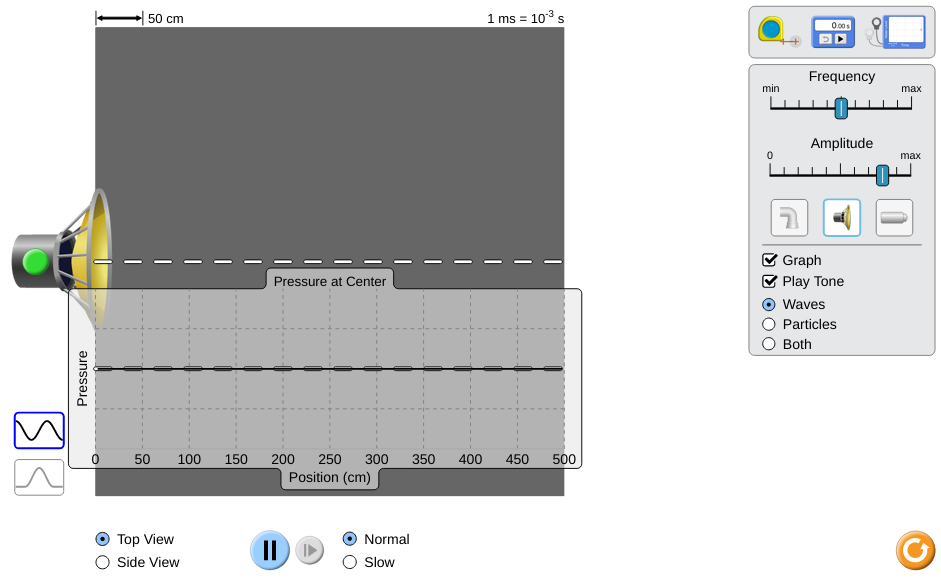 50 cm
1 ms = 10⁻³ s
0.00 s
Frequency
min
max
Amplitude
0
max
Pressure at Center
Pressure
0 50 100 150 200 250 300 350 400 450 500
Position (cm)
Graph
Play Tone
Waves
Particles
Both
Top View
Side View
Normal
Slow